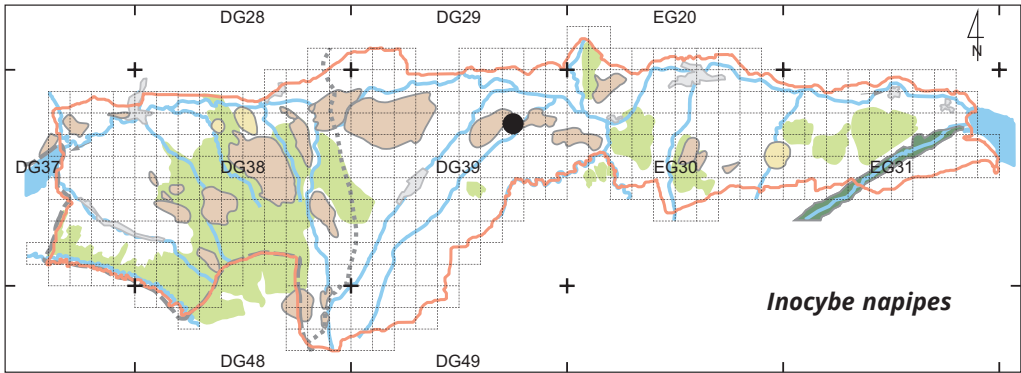 DG28 DG29 EG20
N
DG37 DG38 DG39 EG30 EG31
Inocybe napipes
DG48 DG49